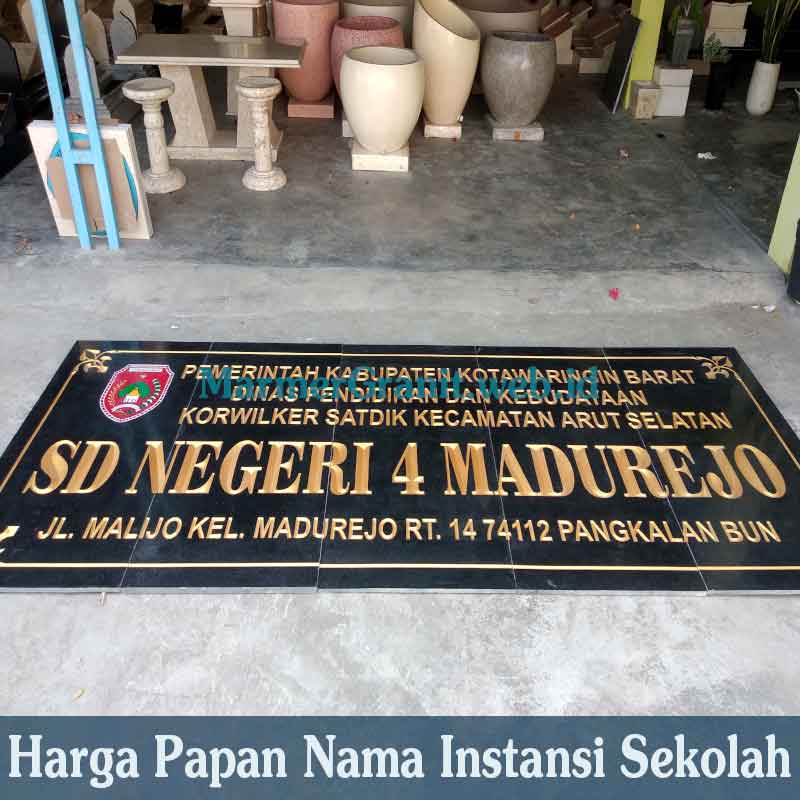 PEMERINTAH KABUPATEN KOTAWARINGIN BARAT
MarmerGranit.web.id
DINAS PENDIDIKAN DAN KEBUDAYAAN
KORWILKER SATDIK KECAMATAN ARUT SELATAN
SD NEGERI 4 MADUREJO
JL. MALIJO KEL. MADUREJO RT. 14 74112 PANGKALAN BUN
Harga Papan Nama Instansi Sekolah